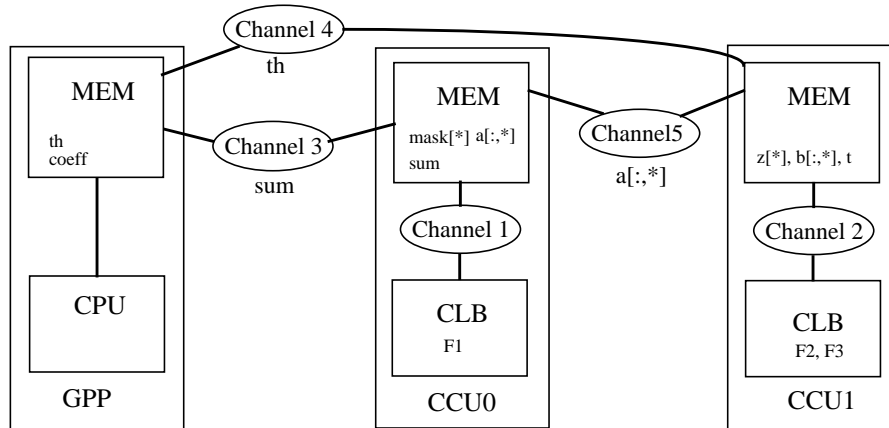 Channel 4
th
MEM
th
coeff
CPU
GPP
Channel 3
sum
MEM
mask[*] a[:,*]
sum
Channel 1
CLB
F1
CCU0
Channel5
a[:,*]
MEM
z[*], b[:,*], t
Channel 2
CLB
F2, F3
CCU1